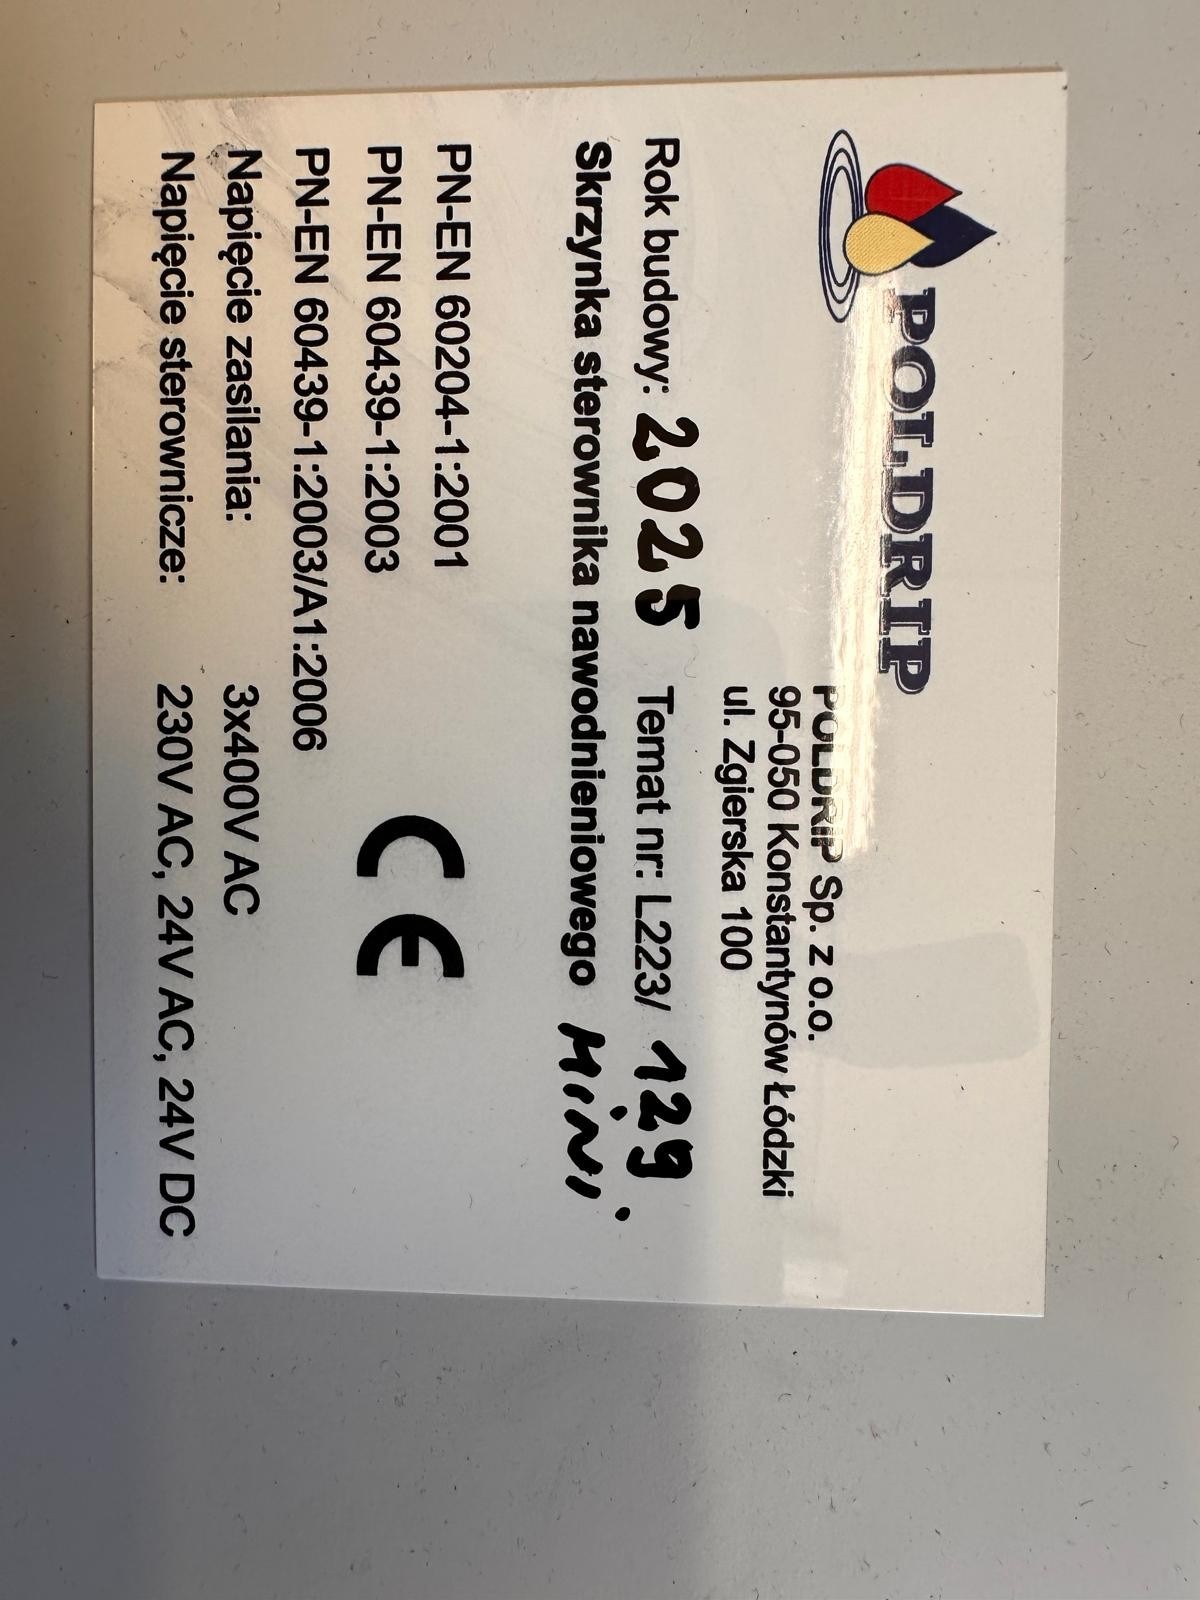 POLDRIP
POLDRIP Sp. z o.o.
95-050 Konstantynów Łódzki
ul. Zgierska 100
Rok budowy: 2025 Temat nr: L223/ 129
Skrzynka sterownika nawodnieniowego MiNi
PN-EN 60204-1:2001
PN-EN 60439-1:2003
PN-EN 60439-1:2003/A1:2006
CE
Napięcie zasilania: 3x400V AC
Napięcie sterownicze: 230V AC, 24V AC, 24V DC